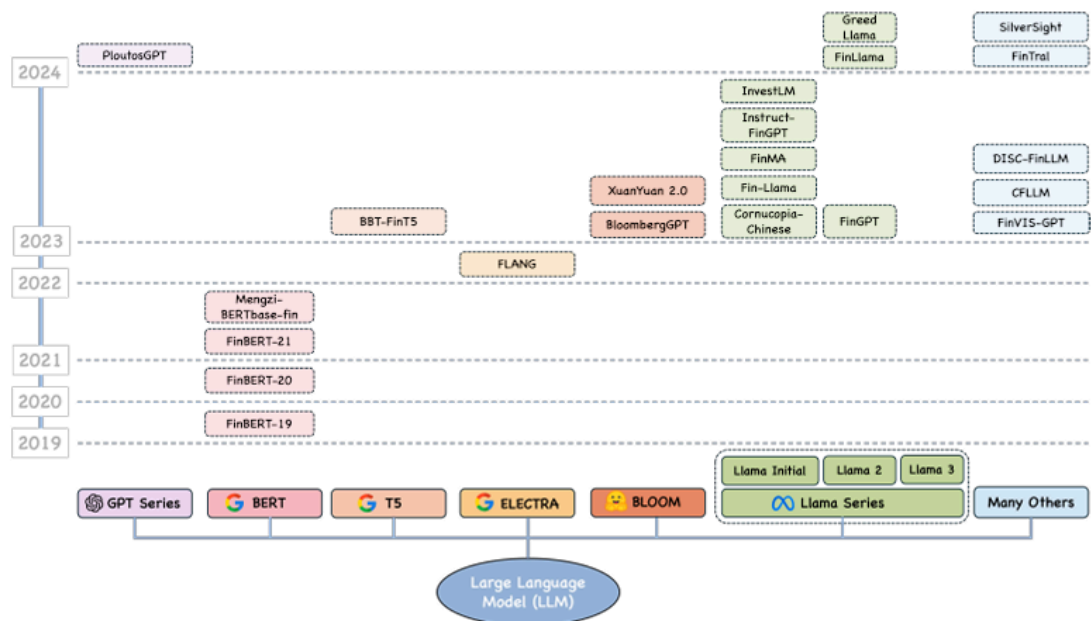 Greed
Llama
SilverSight
PloutosGPT
FinLlama
FinTral
2024
InvestLM
Instruct-
FinGPT
FinMA
DISC-FinLLM
XuanYuan 2.0
Fin-Llama
CFLLM
BBT-FinT5
BloombergGPT
Cornucopia-
Chinese
FinGPT
FinVIS-GPT
2023
FLANG
2022
Mengzi-
BERTbase-fin
FinBERT-21
2021
FinBERT-20
2020
FinBERT-19
2019
Llama Initial
Llama 2
Llama 3
GPT Series
BERT
T5
ELECTRA
BLOOM
Llama Series
Many Others
Large Language
Model (LLM)